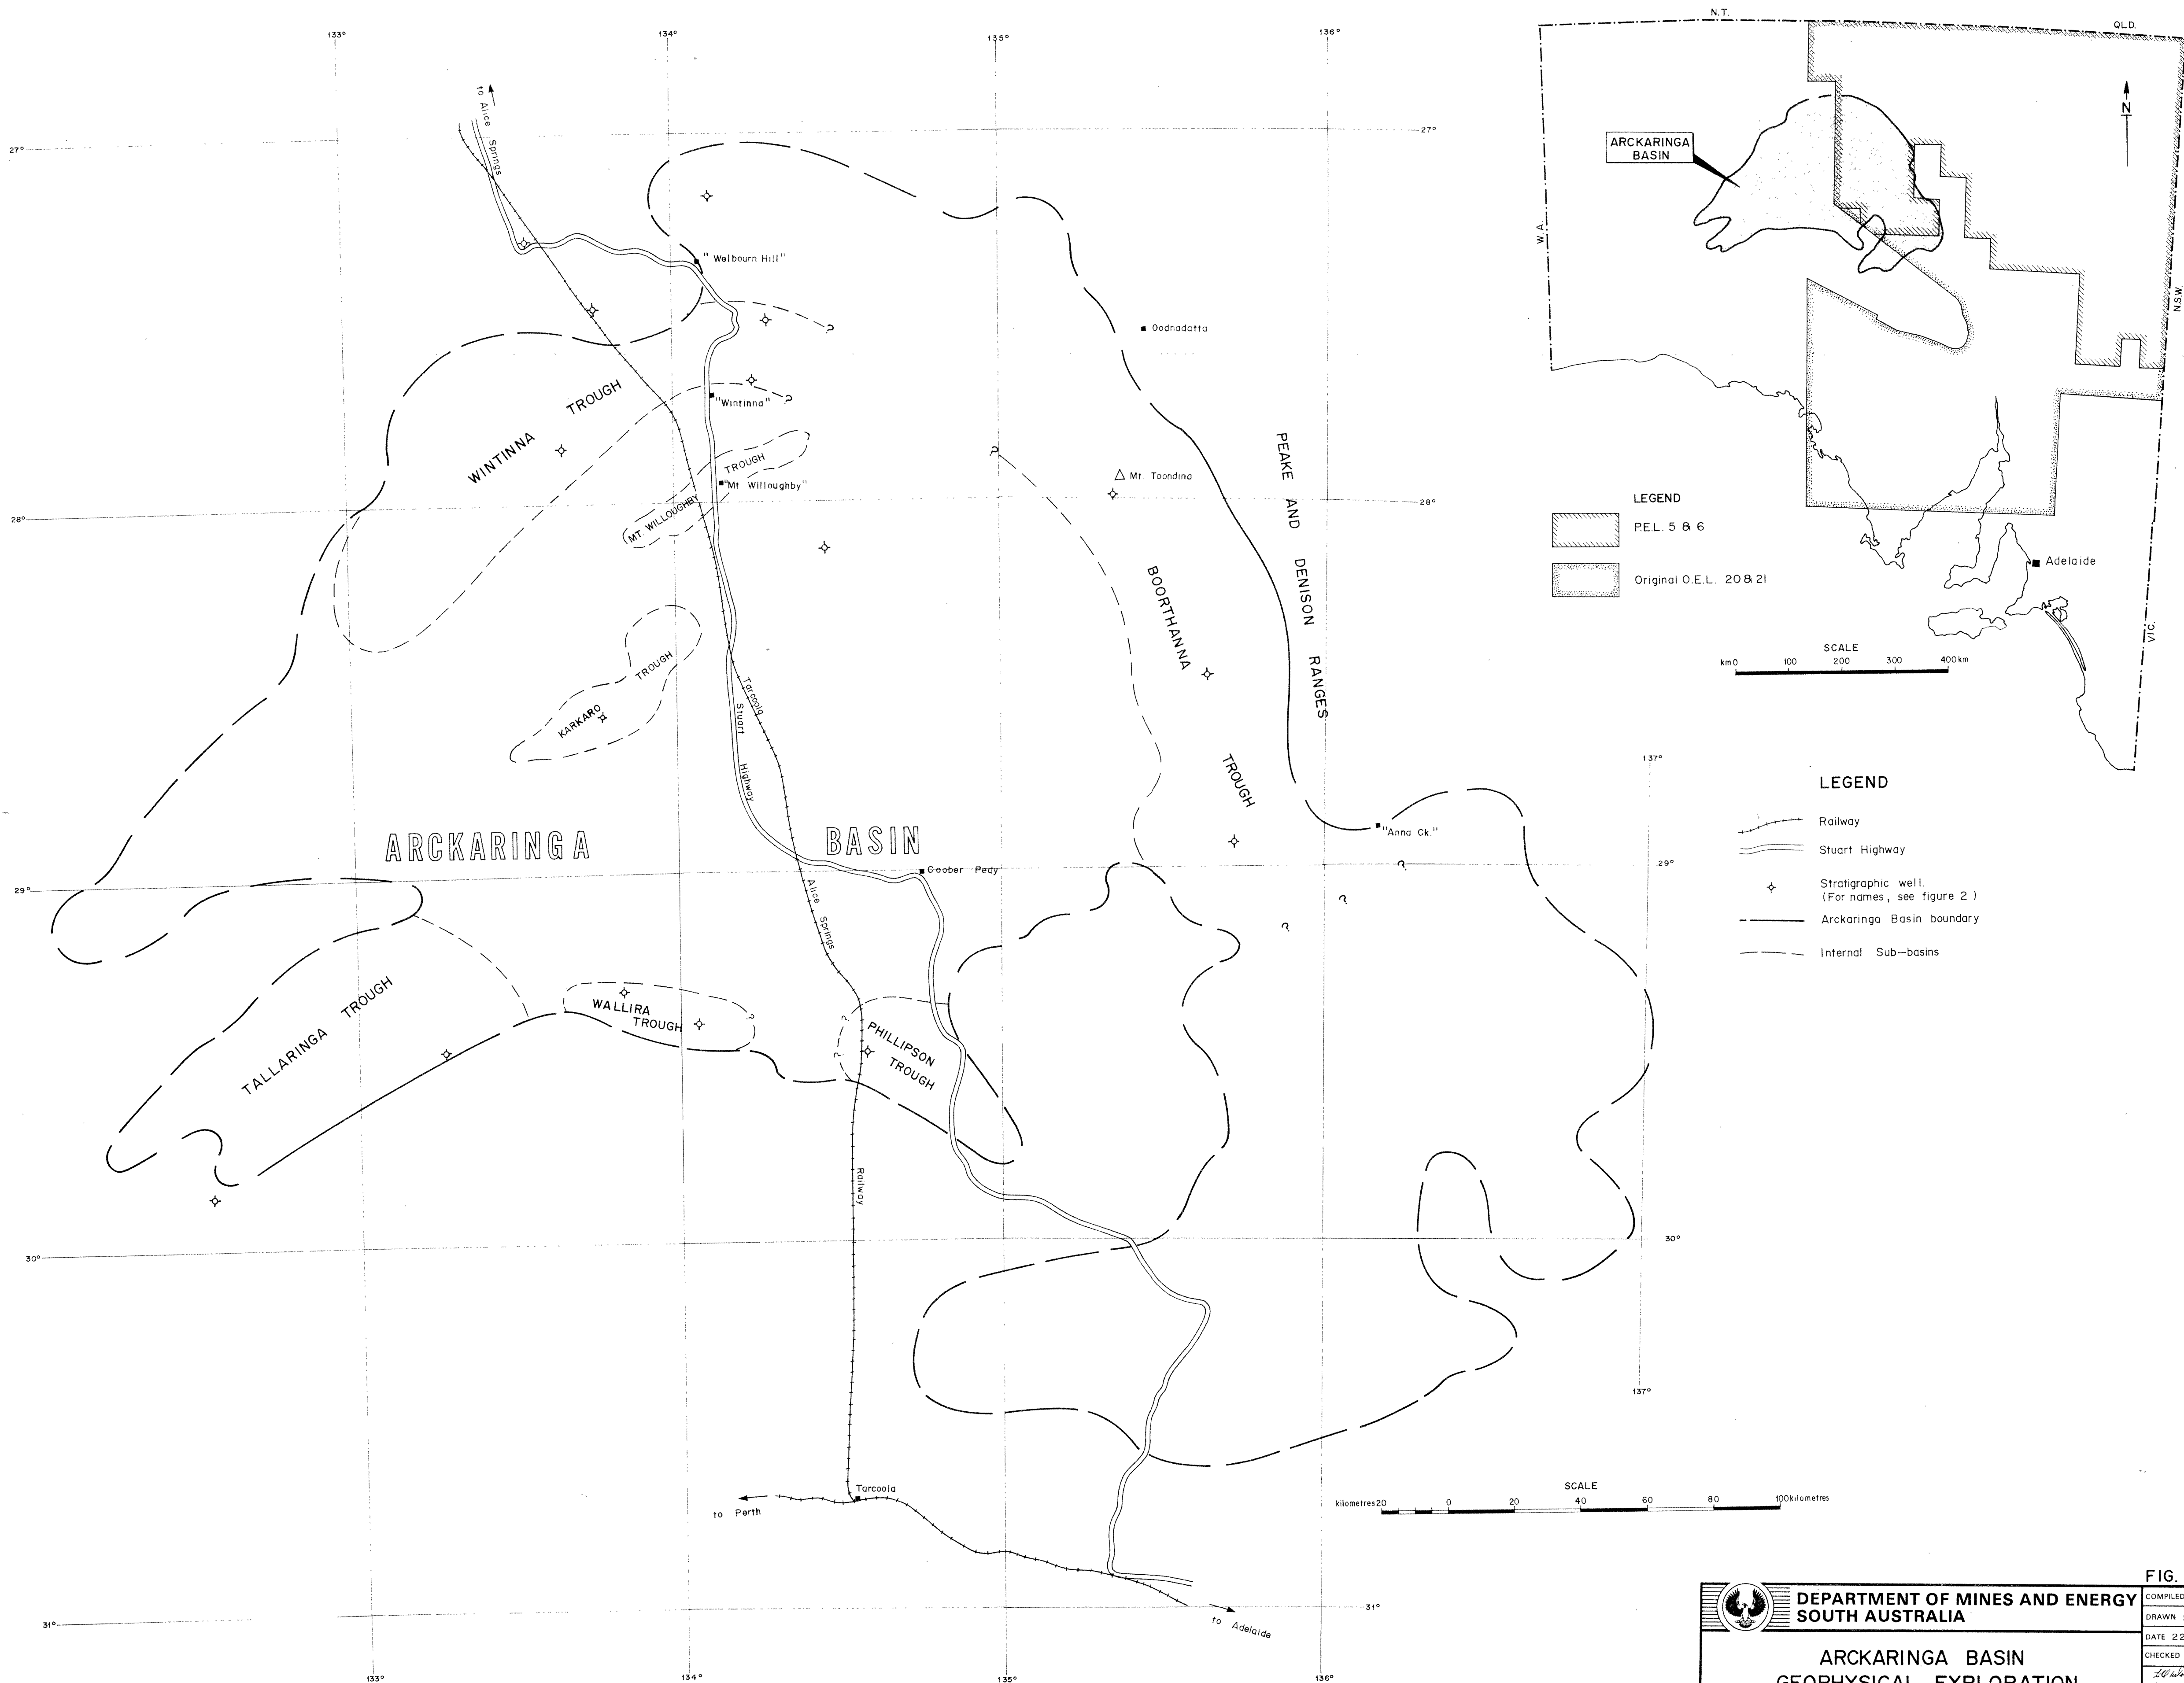 133°
134°
135°
136°
N.T.
QLD.
to Alice Springs
27°
27°
N
ARCKARINGA
BASIN
W.A.
N.S.W.
"Welbourn Hill"
Oodnadatta
?
WINTINNA TROUGH
"Wintinna"
?
MT WILLOUGHBY TROUGH
"Mt Willoughby"
?
Mt. Toondina
28°
28°
PEAKE AND DENISON RANGES
BOORTHANNA TROUGH
LEGEND
P.E.L. 5 & 6
Original O.E.L. 20 & 21
Adelaide
VIC.
SCALE
km 0 100 200 300 400 km
KARKARO TROUGH
Tarcoola
Stuart
Highway
137°
LEGEND
Railway
Stuart Highway
Stratigraphic well.
(For names, see figure 2)
Arckaringa Basin boundary
Internal Sub-basins
ARCKARINGA BASIN
"Anna Ck."
Coober Pedy
29°
29°
?
?
?
Alice Springs
TALLARINGA TROUGH
WALLIRA
TROUGH
?
?
?
PHILLIPSON
TROUGH
Railway
30°
30°
137°
Tarcoola
to Perth
SCALE
kilometres 20 0 20 40 60 80 100 kilometres
to Adelaide
31°
31°
133°
134°
135°
136°
FIG.
DEPARTMENT OF MINES AND ENERGY
SOUTH AUSTRALIA
COMPILED
DRAWN
DATE 22
CHECKED
ARCKARINGA BASIN
GEOPHYSICAL EXPLORATION